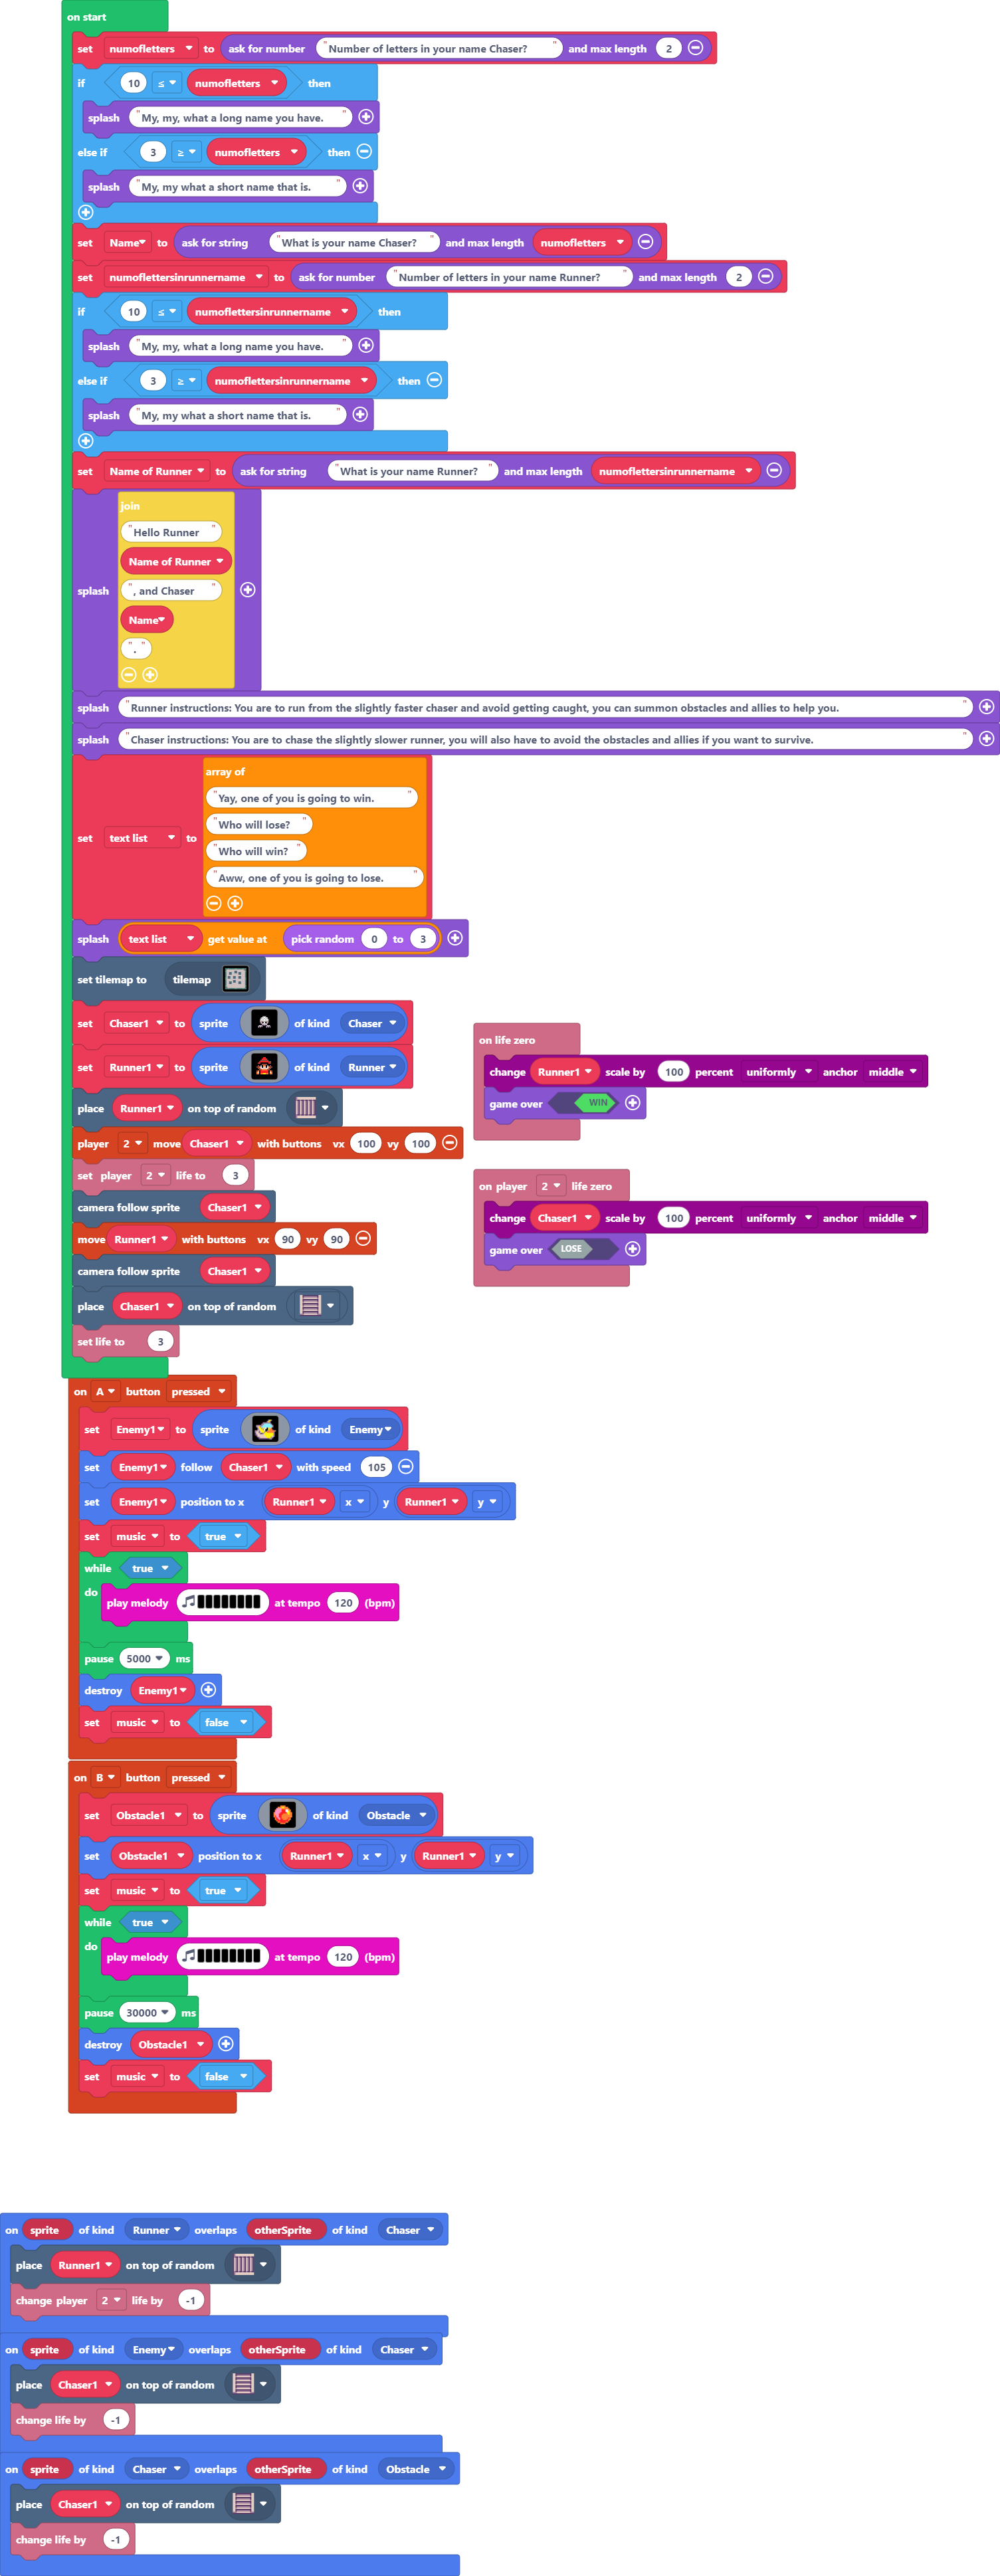 on start
set numofletters to ask for number "Number of letters in your name Chaser?" and max length 2
if 10 ≤ numofletters then
splash "My, my, what a long name you have."
else if 3 ≥ numofletters then
splash "My, my what a short name that is."
set Name to ask for string "What is your name Chaser?" and max length numofletters
set numoflettersinrunnername to ask for number "Number of letters in your name Runner?" and max length 2
if 10 ≤ numoflettersinrunnername then
splash "My, my, what a long name you have."
else if 3 ≥ numoflettersinrunnername then
splash "My, my what a short name that is."
set Name of Runner to ask for string "What is your name Runner?" and max length numoflettersinrunnername
join
"Hello Runner "
Name of Runner
splash ", and Chaser "
Name
"."
splash "Runner instructions: You are to run from the slightly faster chaser and avoid getting caught, you can summon obstacles and allies to help you."
splash "Chaser instructions: You are to chase the slightly slower runner, you will also have to avoid the obstacles and allies if you want to survive."
array of
"Yay, one of you is going to win."
"Who will lose?"
set text list to
"Who will win?"
"Aww, one of you is going to lose."
splash text list get value at pick random 0 to 3
set tilemap to tilemap
set Chaser1 to sprite of kind Chaser
set Runner1 to sprite of kind Runner
place Runner1 on top of random
player 2 move Chaser1 with buttons vx 100 vy 100
set player 2 life to 3
camera follow sprite Chaser1
move Runner1 with buttons vx 90 vy 90
camera follow sprite Chaser1
place Chaser1 on top of random
set life to 3
on life zero
change Runner1 scale by 100 percent uniformly anchor middle
game over WIN
on player 2 life zero
change Chaser1 scale by 100 percent uniformly anchor middle
game over LOSE
on A button pressed
set Enemy1 to sprite of kind Enemy
set Enemy1 follow Chaser1 with speed 105
set Enemy1 position to x Runner1 x y Runner1 y
set music to true
while true
do
play melody at tempo 120 (bpm)
pause 5000 ms
destroy Enemy1
set music to false
on B button pressed
set Obstacle1 to sprite of kind Obstacle
set Obstacle1 position to x Runner1 x y Runner1 y
set music to true
while true
do
play melody at tempo 120 (bpm)
pause 30000 ms
destroy Obstacle1
set music to false
on sprite of kind Runner overlaps otherSprite of kind Chaser
place Runner1 on top of random
change player 2 life by -1
on sprite of kind Enemy overlaps otherSprite of kind Chaser
place Chaser1 on top of random
change life by -1
on sprite of kind Chaser overlaps otherSprite of kind Obstacle
place Chaser1 on top of random
change life by -1